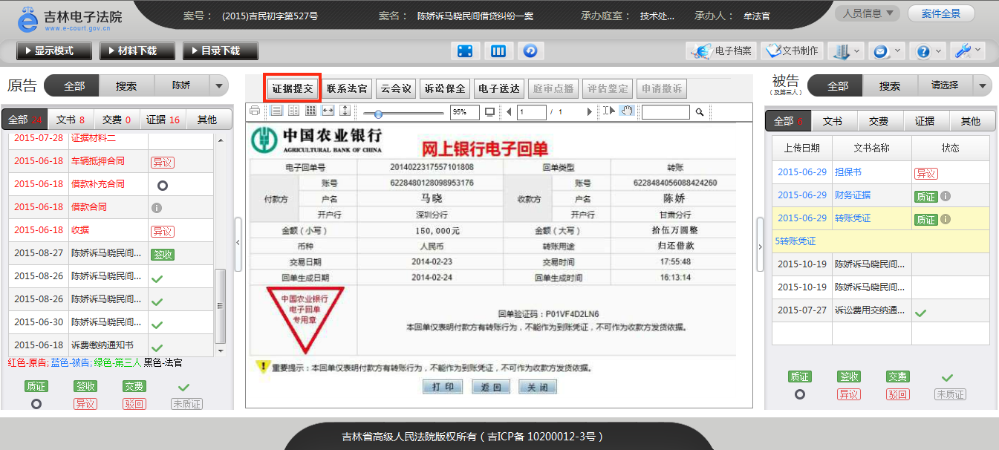 吉林电子法院
www.e-court.gov.cn
案号： (2015)吉民初字第527号 案名： 陈娇诉马晓民间借贷纠纷一案 承办庭室： 技术处... 承办人： 牟法官
人员信息 案件全景
显示模式 材料下载 目录下载
电子档案 文书制作
原告 全部 搜索 陈娇
全部 24 文书 8 交费 0 证据 16 其他
2015-07-28 证据材料二
2015-06-18 车辆抵押合同 异议
2015-06-18 借款补充合同
2015-06-18 借款合同
2015-06-18 收据 异议
2015-08-27 陈娇诉马晓民间... 签收
2015-08-26 陈娇诉马晓民间...
2015-08-26 陈娇诉马晓民间...
2015-06-30 陈娇诉马晓民间...
2015-06-18 诉费缴纳通知书
红色-原告; 蓝色-被告; 绿色-第三人 黑色-法官
质证 签收 交费
异议 驳回 未质证
证据提交 联系法官 云会议 诉讼保全 电子送达 庭审点播 评估鉴定 申请撤诉
95% 1 / 1
中国农业银行
AGRICULTURAL BANK OF CHINA
网上银行电子回单
电子回单号 2014022317557101808 回单类型 转账
付款方 账号 6228480128098953176 收款方 账号 6228484056088424260
户名 马晓 户名 陈娇
开户行 深圳分行 开户行 甘肃分行
金额（小写） 150,000元 金额（大写） 拾伍万圆整
币种 人民币 转账用途 归还借款
交易日期 2014-02-23 交易时间 17:55:48
回单生成日期 2014-02-24 回单生成时间 16:13:14
中国农业银行
电子回单
专用章
回单验证码：P01VF4D2LN6
本回单仅表明付款方有转账行为，不能作为到账凭证，不可作为收款方发货依据。
重要提示：本回单仅表明付款方有转账行为，不能作为到账凭证，不可作为收款方发货依据。
打印 返回 关闭
被告 全部 搜索 请选择
（及第三人）
全部 6 文书 交费 证据 其他
上传日期 文书名称 状态
2015-06-29 担保书 异议
2015-06-29 财务证据 质证
2015-06-29 转账凭证 质证
5转账凭证
2015-10-19 陈娇诉马晓民间...
2015-10-19 陈娇诉马晓民间...
2015-07-27 诉讼费用交纳通...
质证 签收 交费
异议 驳回 未质证
吉林省高级人民法院版权所有（吉ICP备 10200012-3号）